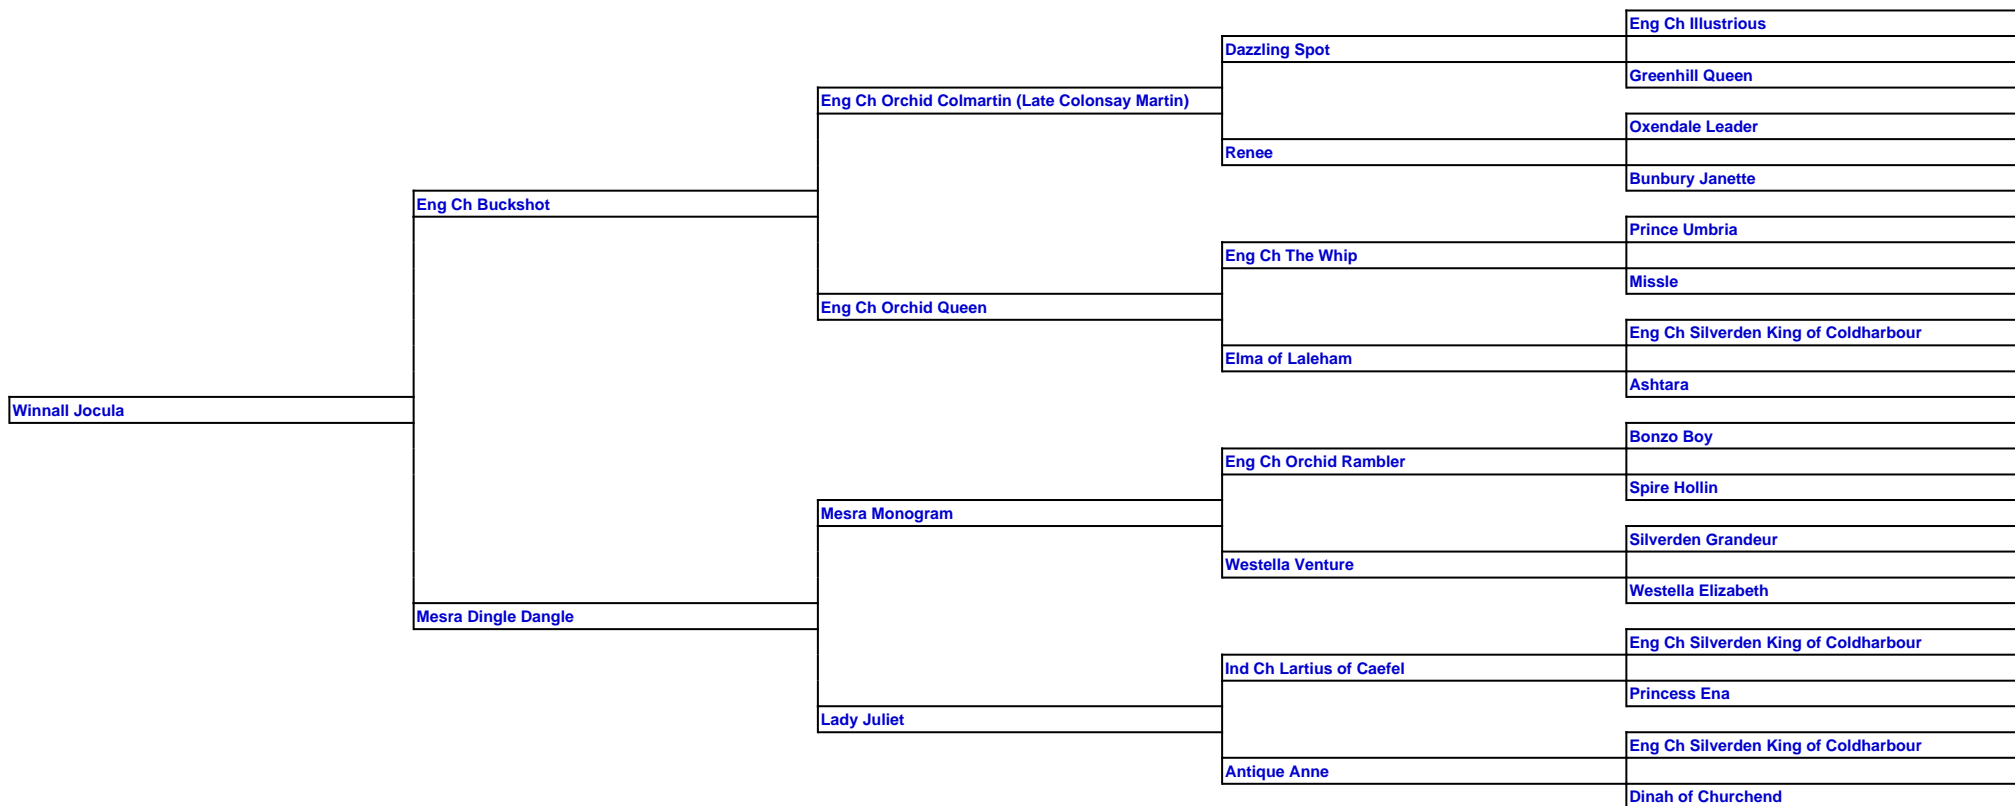 Eng Ch Illustrious
Dazzling Spot
Greenhill Queen
Eng Ch Orchid Colmartin (Late Colonsay Martin)
Oxendale Leader
Renee
Bunbury Janette
Eng Ch Buckshot
Prince Umbria
Eng Ch The Whip
Missle
Eng Ch Orchid Queen
Eng Ch Silverden King of Coldharbour
Elma of Laleham
Ashtara
Winnall Jocula
Bonzo Boy
Eng Ch Orchid Rambler
Spire Hollin
Mesra Monogram
Silverden Grandeur
Westella Venture
Westella Elizabeth
Mesra Dingle Dangle
Eng Ch Silverden King of Coldharbour
Ind Ch Lartius of Caefel
Princess Ena
Lady Juliet
Eng Ch Silverden King of Coldharbour
Antique Anne
Dinah of Churchend